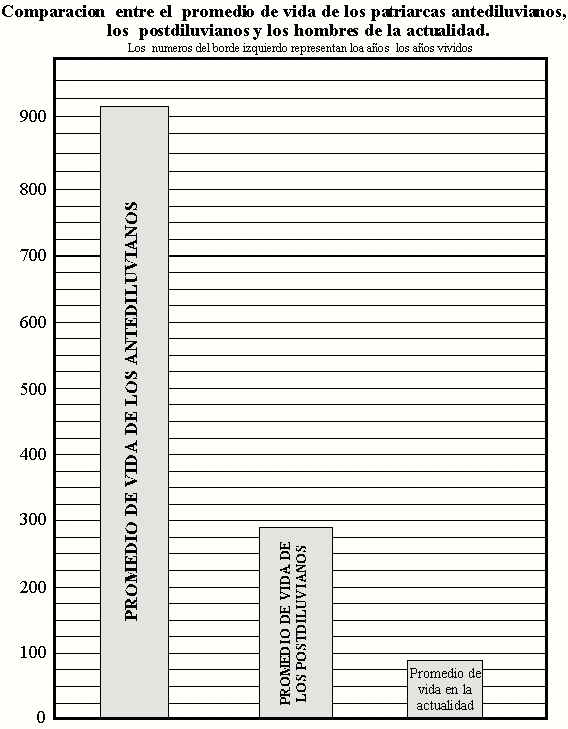 Comparacion entre el promedio de vida de los patriarcas antediluvianos,
los postdiluvianos y los hombres de la actualidad.
Los numeros del borde izquierdo representan loa años los años vividos
900
800
700
600
500
400
300
200
100
0
PROMEDIO DE VIDA DE LOS ANTEDILUVIANOS
PROMEDIO DE VIDA DE
LOS POSTDILUVIANOS
Promedio de
vida en la
actualidad